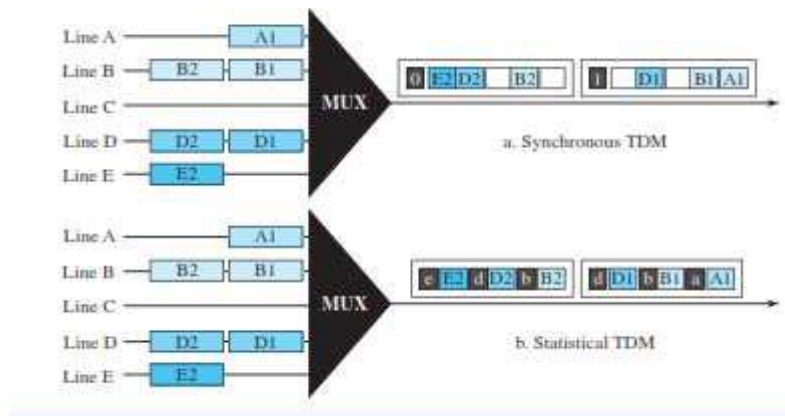 Line A A1
Line B B2 B1
Line C
Line D D2 D1
Line E E2
MUX
0 E2 D2 B2 1 D1 B1 A1
a. Synchronous TDM
Line A A1
Line B B2 B1
Line C
Line D D2 D1
Line E E2
MUX
e E2 d D2 b B2 d D1 b B1 a A1
b. Statistical TDM